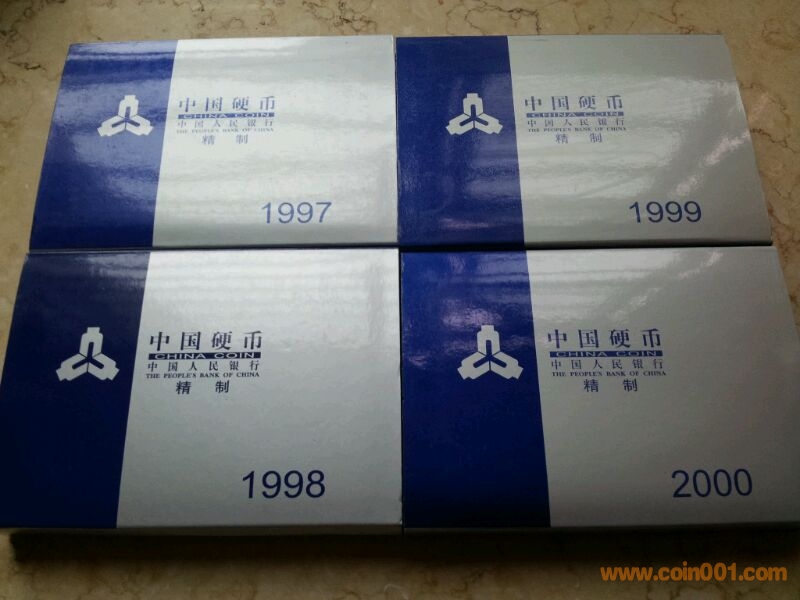 中国硬币
CHINA COIN
中国人民银行
THE PEOPLE'S BANK OF CHINA
精制
1997
中国硬币
CHINA COIN
中国人民银行
THE PEOPLE'S BANK OF CHINA
精制
1999
中国硬币
CHINA COIN
中国人民银行
THE PEOPLE'S BANK OF CHINA
精制
1998
中国硬币
CHINA COIN
中国人民银行
THE PEOPLE'S BANK OF CHINA
精制
2000
www.coin001.com